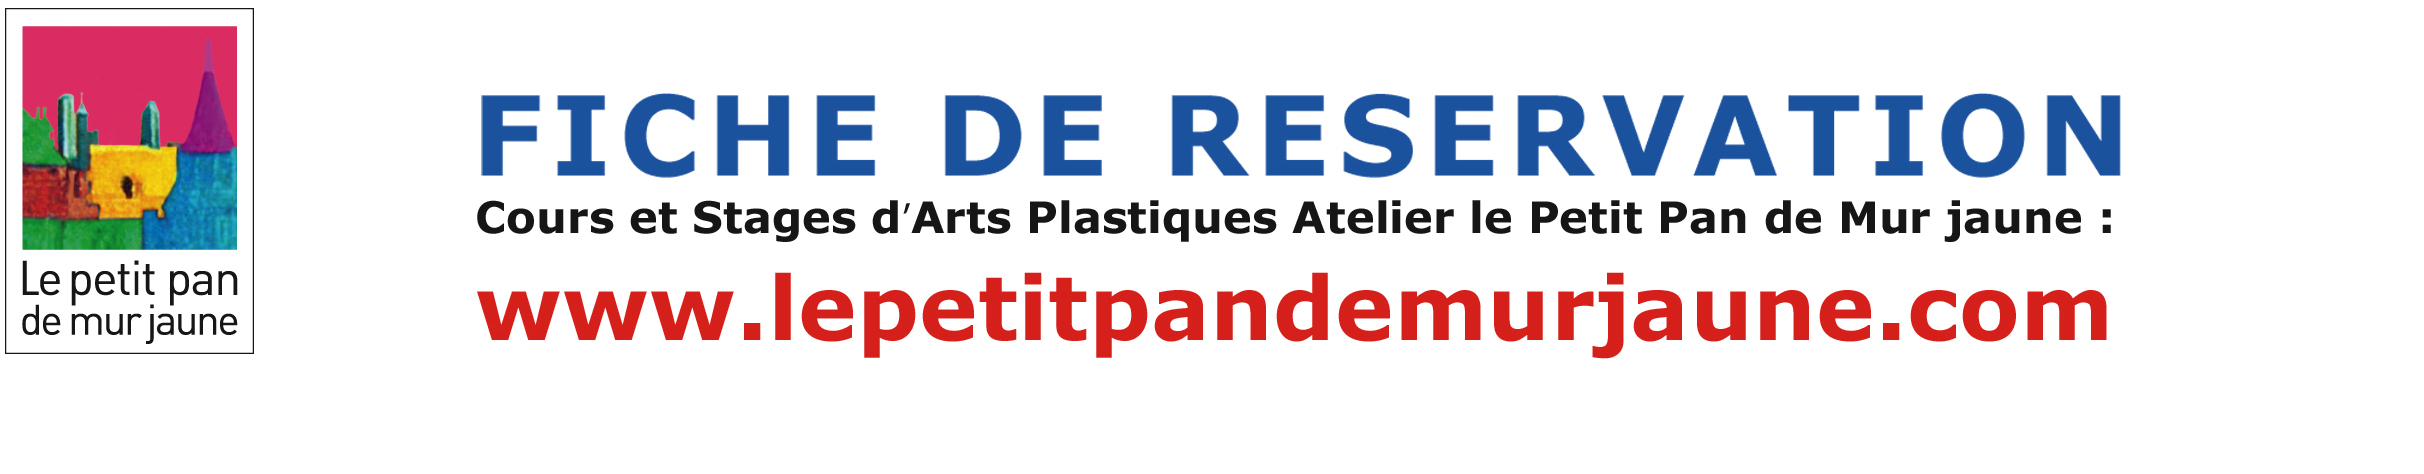 Le petit pan
de mur jaune
FICHE DE RESERVATION
Cours et Stages d'Arts Plastiques Atelier le Petit Pan de Mur jaune :
www.lepetitpandemurjaune.com